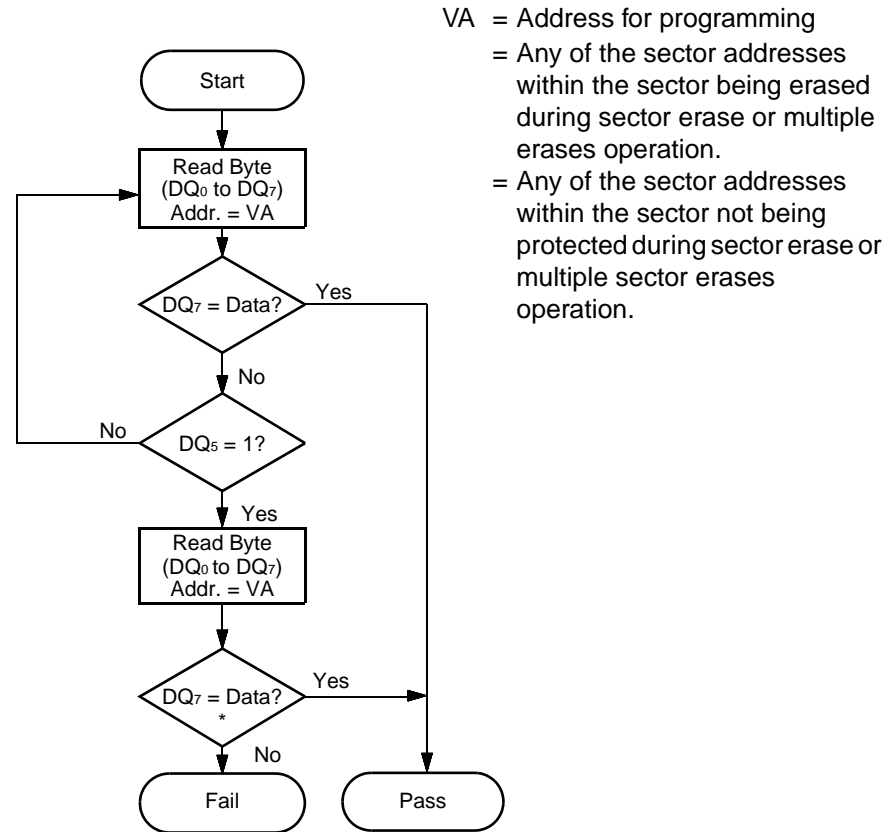 VA = Address for programming
= Any of the sector addresses
within the sector being erased
during sector erase or multiple
erases operation.
= Any of the sector addresses
within the sector not being
protected during sector erase or
multiple sector erases
operation.
Start
Read Byte
(DQ0 to DQ7)
Addr. = VA
DQ7 = Data?
Yes
No
DQ5 = 1?
No
Yes
Read Byte
(DQ0 to DQ7)
Addr. = VA
DQ7 = Data?
*
Yes
No
Fail
Pass